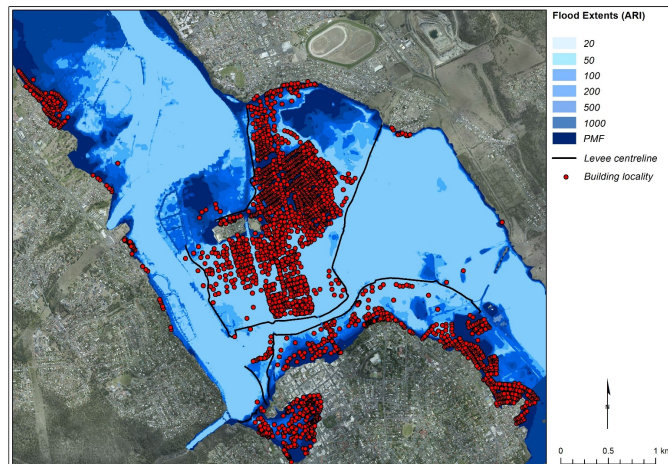 Flood Extents (ARI)
20
50
100
200
500
1000
PMF
Levee centreline
Building locality
N
0 0.5 1 km